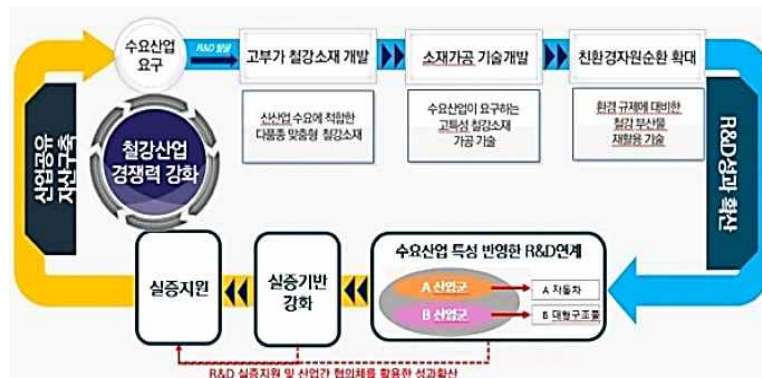 수요산업
요구
R&D 발굴
고부가 철강소재 개발
소재가공 기술개발
친환경자원순환 확대
신산업 수요에 적합한
다품종 맞춤형 철강소재
수요산업이 요구하는
고특성 철강소재
가공 기술
환경 규제에 대비한
철강 부산물
재활용 기술
산업공유
자산구축
철강산업
경쟁력 강화
R&D성과 확산
실증지원
실증기반
강화
수요산업 특성 반영한 R&D연계
A 산업군
A 자동차
B 산업군
B 대형구조물
R&D 실증지원 및 산업간 협의체를 활용한 성과확산